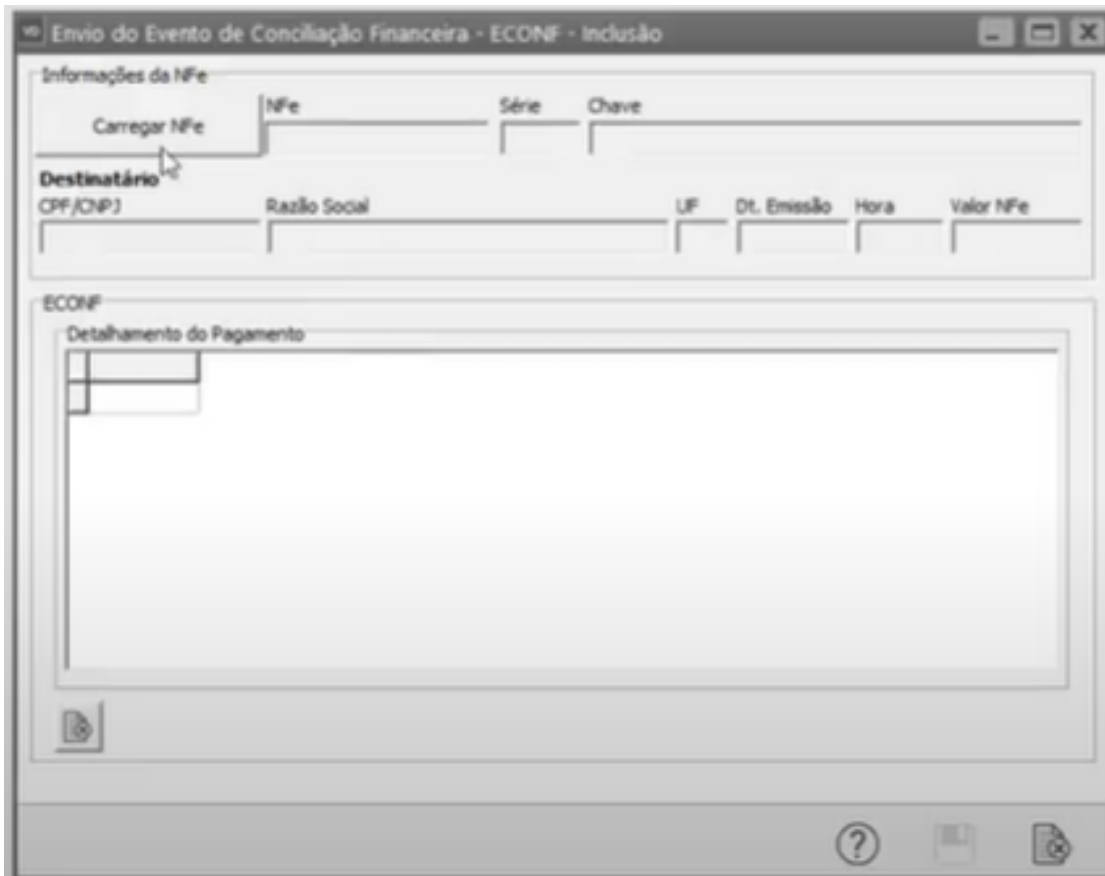 VD Envio do Evento de Conciliação Financeira - ECONF - Inclusão
Informações da NFe
Carregar NFe
NFe Série Chave
Destinatário
CPF/CNPJ Razão Social UF Dt. Emissão Hora Valor NFe
ECONF
Detalhamento do Pagamento
?